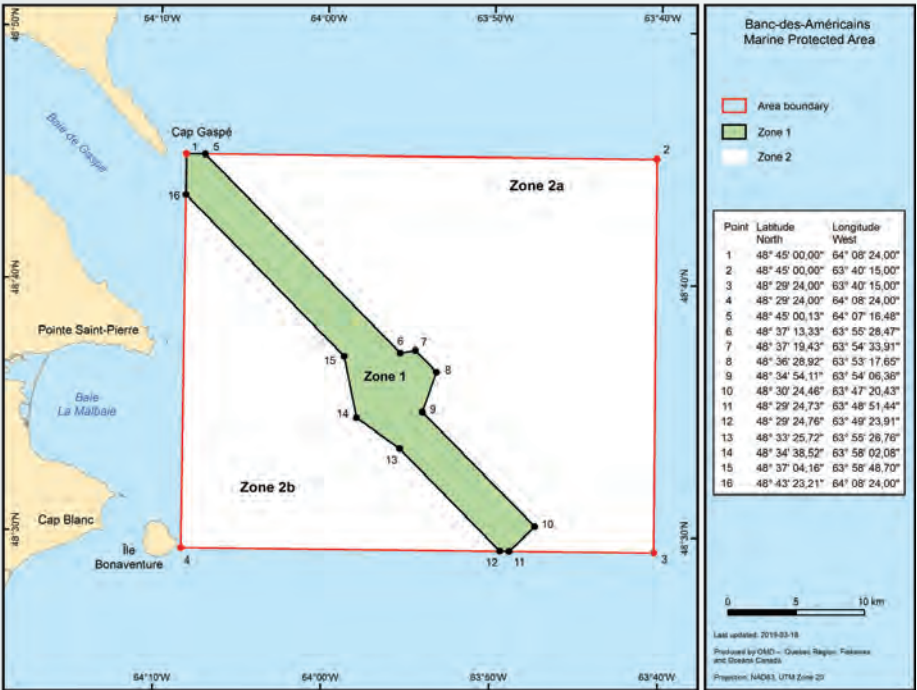 64°10'W 64°00'W 63°50'W 63°40'W
48°50'N
Cap Gaspé
Baie-de Gaspé
1 5 2
Zone 2a
16
48°40'N 48°40'N
Pointe Saint-Pierre
6 7
8
15
Zone 1
Baie
La Malbaie
14
9
13
Zone 2b
10
48°30'N 48°30'N
Cap Blanc
Île
Bonaventure
4 12 11 3
64°10'W 64°00'W 63°50'W 63°40'W
Banc-des-Américains
Marine Protected Area
Area boundary
Zone 1
Zone 2
Point Latitude Longitude
North West
1 48° 45' 00,00" 64° 08' 24,00"
2 48° 45' 00,00" 63° 40' 15,00"
3 48° 29' 24,00" 63° 40' 15,00"
4 48° 29' 24,00" 64° 08' 24,00"
5 48° 45' 00,13" 64° 07' 16,48"
6 48° 37' 13,33" 63° 55' 28,47"
7 48° 37' 19,43" 63° 54' 33,91"
8 48° 36' 28,92" 63° 53' 17,65"
9 48° 34' 54,11" 63° 54' 06,36"
10 48° 30' 24,46" 63° 47' 20,43"
11 48° 29' 24,73" 63° 48' 51,44"
12 48° 29' 24,76" 63° 49' 23,91"
13 48° 33' 25,72" 63° 55' 26,76"
14 48° 34' 38,52" 63° 58' 02,08"
15 48° 37' 04,16" 63° 58' 48,70"
16 48° 43' 23,21" 64° 08' 24,00"
0 5 10 km
Last updated: 2019-03-18
Produced by OMD – Quebec Region, Fisheries
and Oceans Canada
Projection: NAD83, UTM Zone 20